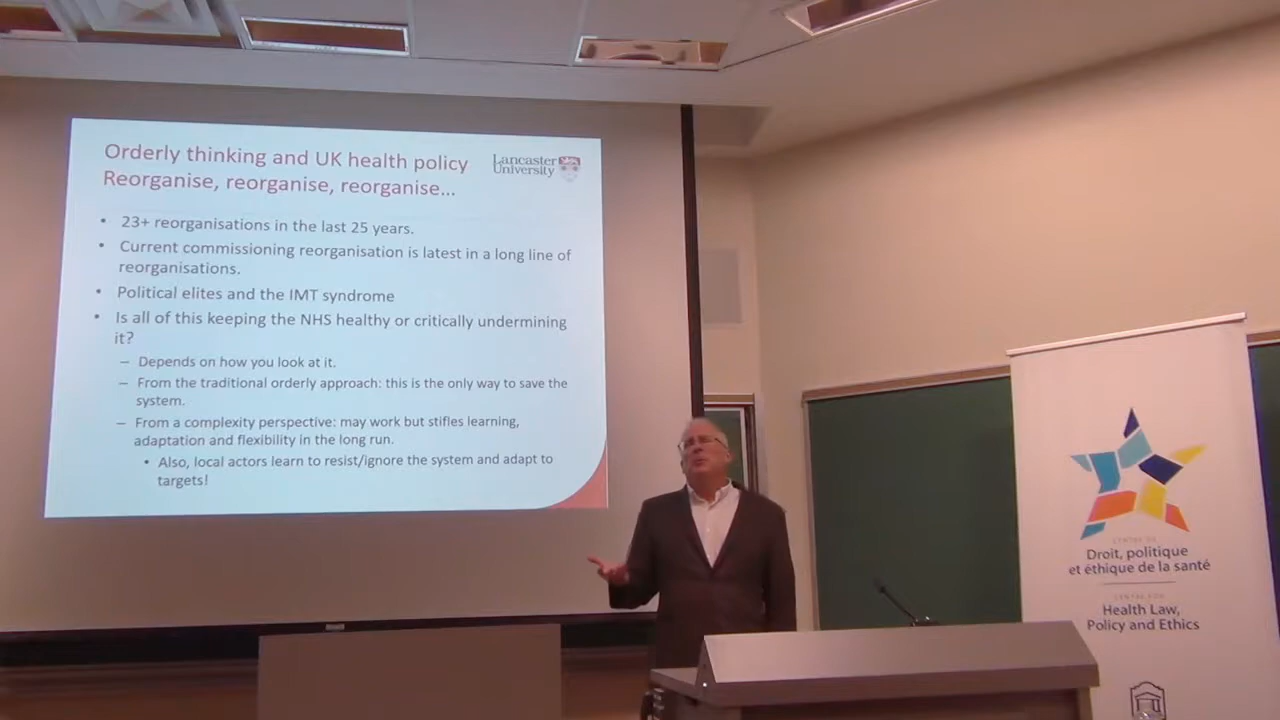 Orderly thinking and UK health policy
Reorganise, reorganise, reorganise...
Lancaster
University
• 23+ reorganisations in the last 25 years.
• Current commissioning reorganisation is latest in a long line of
reorganisations.
• Political elites and the IMT syndrome
• Is all of this keeping the NHS healthy or critically undermining
it?
– Depends on how you look at it.
– From the traditional orderly approach: this is the only way to save the
system.
– From a complexity perspective: may work but stifles learning,
adaptation and flexibility in the long run.
• Also, local actors learn to resist/ignore the system and adapt to
targets!
CENTRE DE
Droit, politique
et éthique de la santé
CENTRE FOR
Health Law,
Policy and Ethics